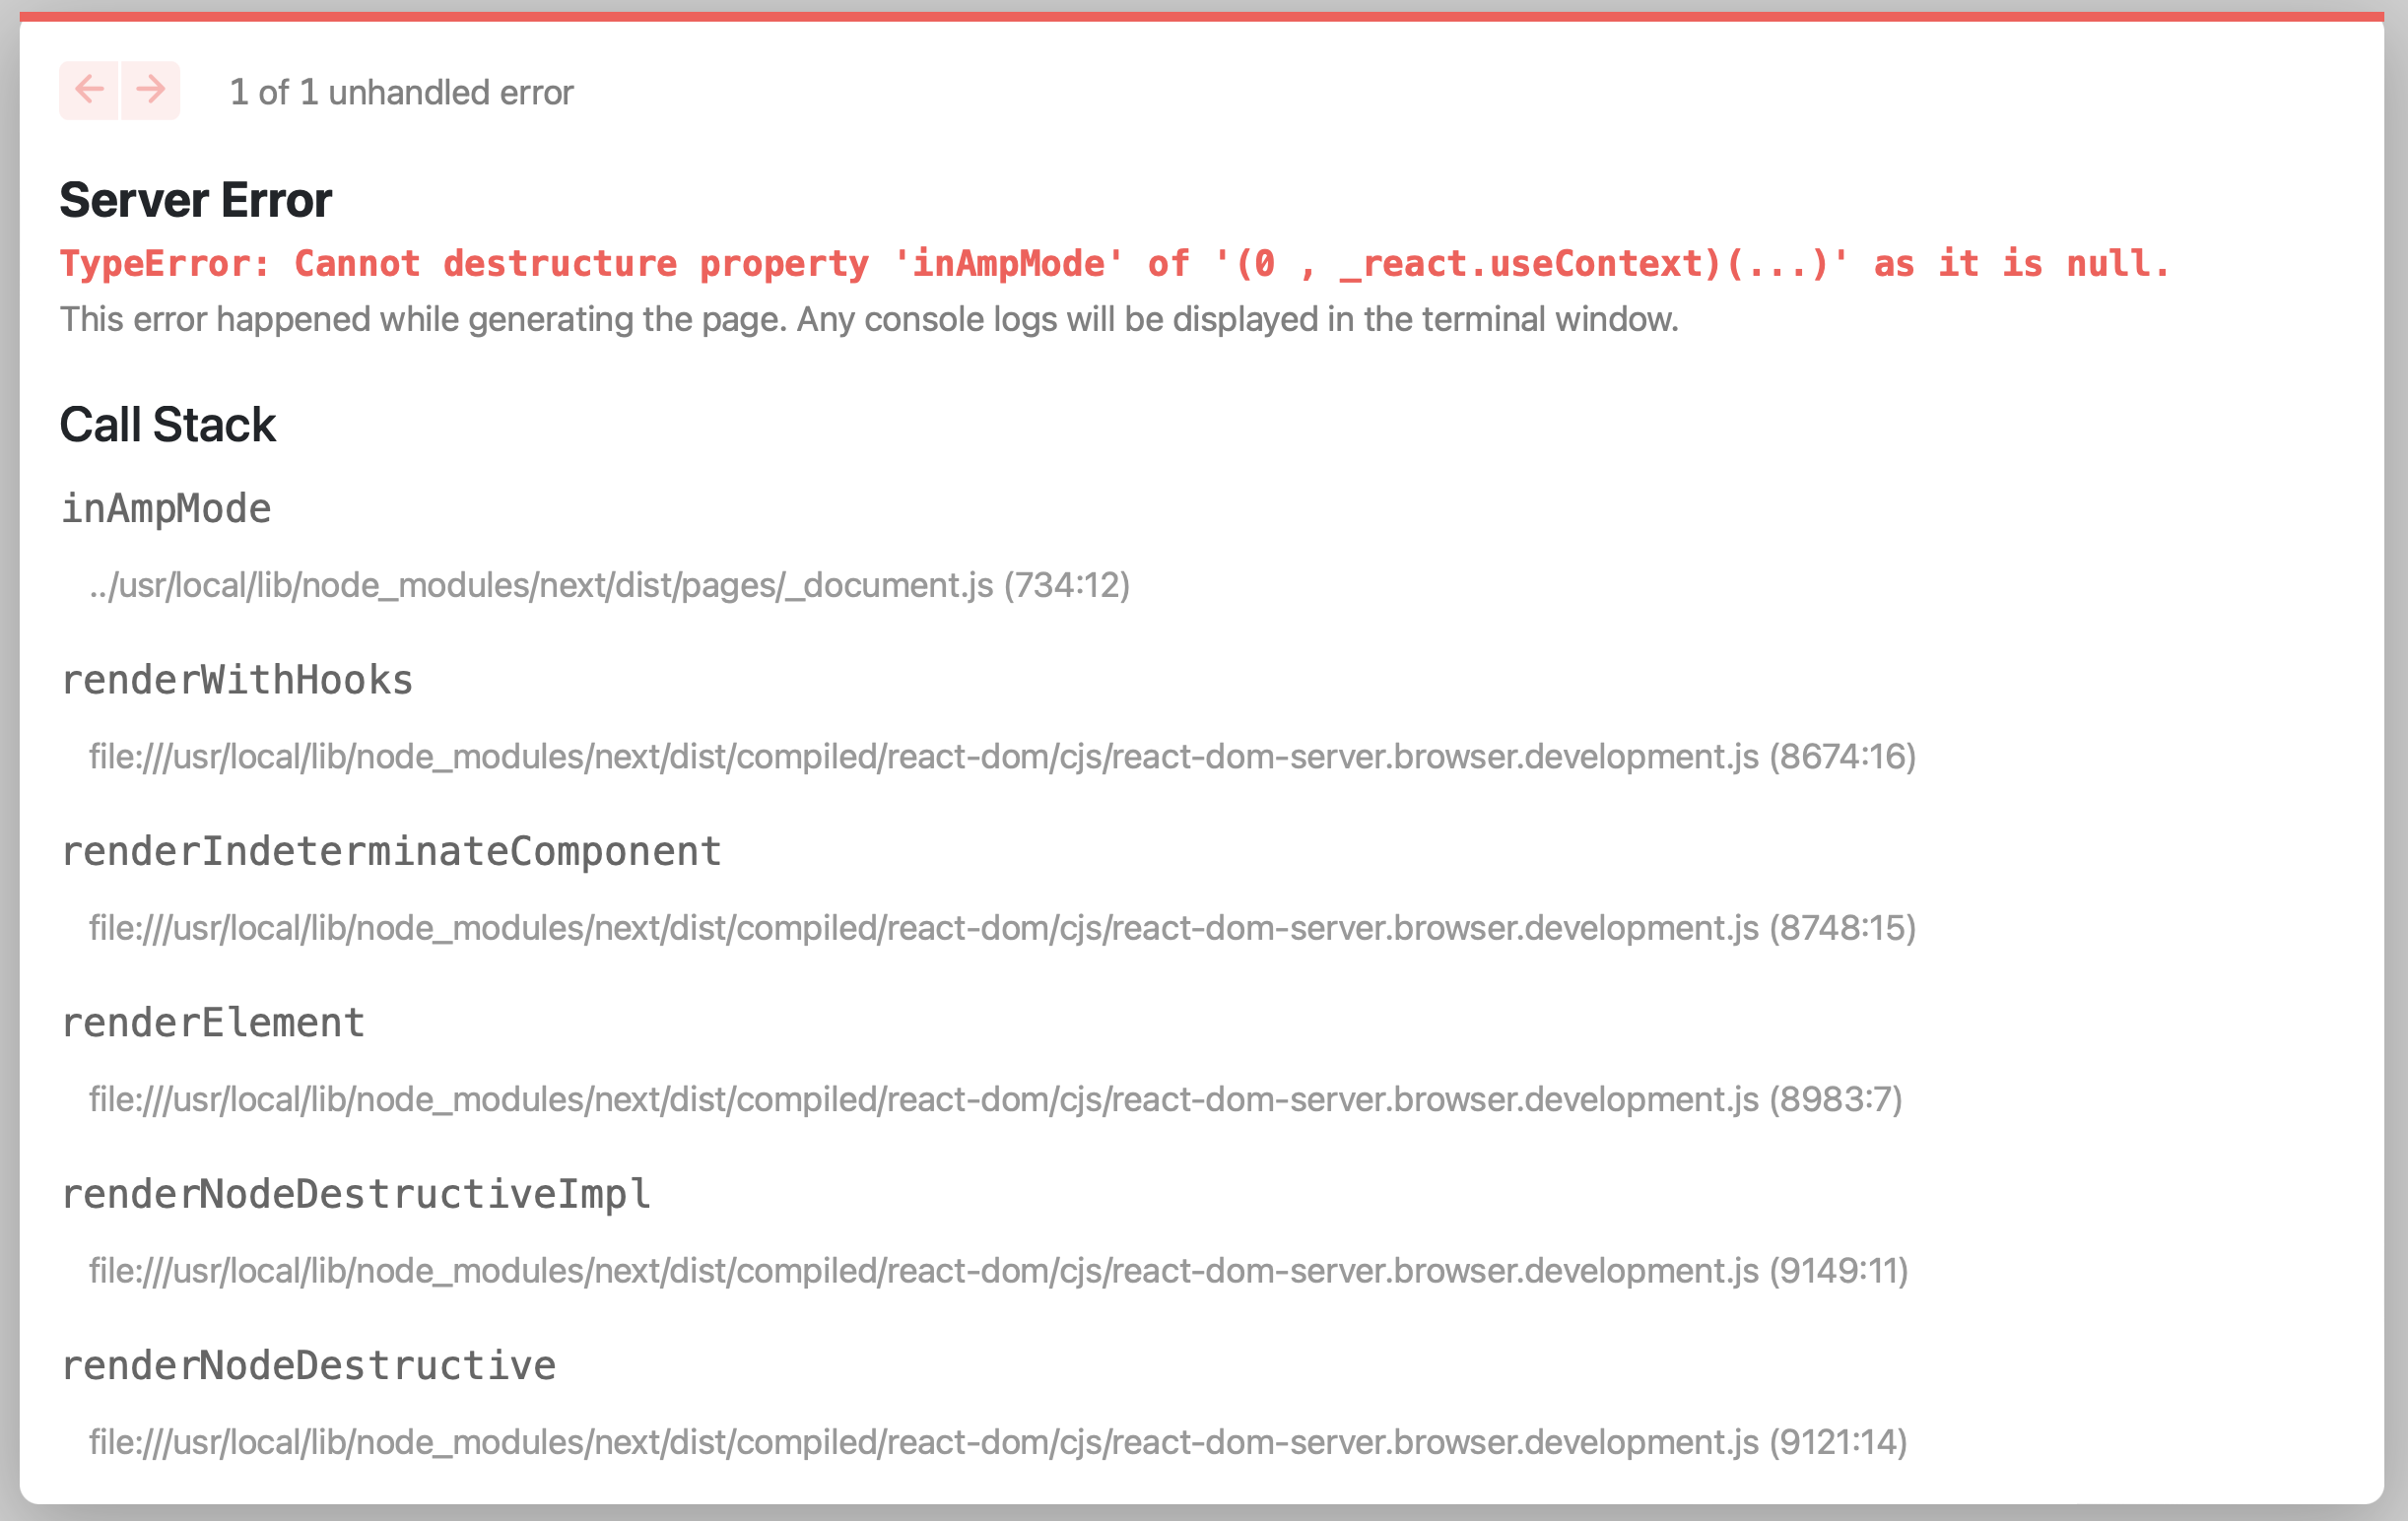 1 of 1 unhandled error
Server Error
TypeError: Cannot destructure property 'inAmpMode' of '(0 , _react.useContext)(...)' as it is null.
This error happened while generating the page. Any console logs will be displayed in the terminal window.
Call Stack
inAmpMode
../usr/local/lib/node_modules/next/dist/pages/_document.js (734:12)
renderWithHooks
file:///usr/local/lib/node_modules/next/dist/compiled/react-dom/cjs/react-dom-server.browser.development.js (8674:16)
renderIndeterminateComponent
file:///usr/local/lib/node_modules/next/dist/compiled/react-dom/cjs/react-dom-server.browser.development.js (8748:15)
renderElement
file:///usr/local/lib/node_modules/next/dist/compiled/react-dom/cjs/react-dom-server.browser.development.js (8983:7)
renderNodeDestructiveImpl
file:///usr/local/lib/node_modules/next/dist/compiled/react-dom/cjs/react-dom-server.browser.development.js (9149:11)
renderNodeDestructive
file:///usr/local/lib/node_modules/next/dist/compiled/react-dom/cjs/react-dom-server.browser.development.js (9121:14)